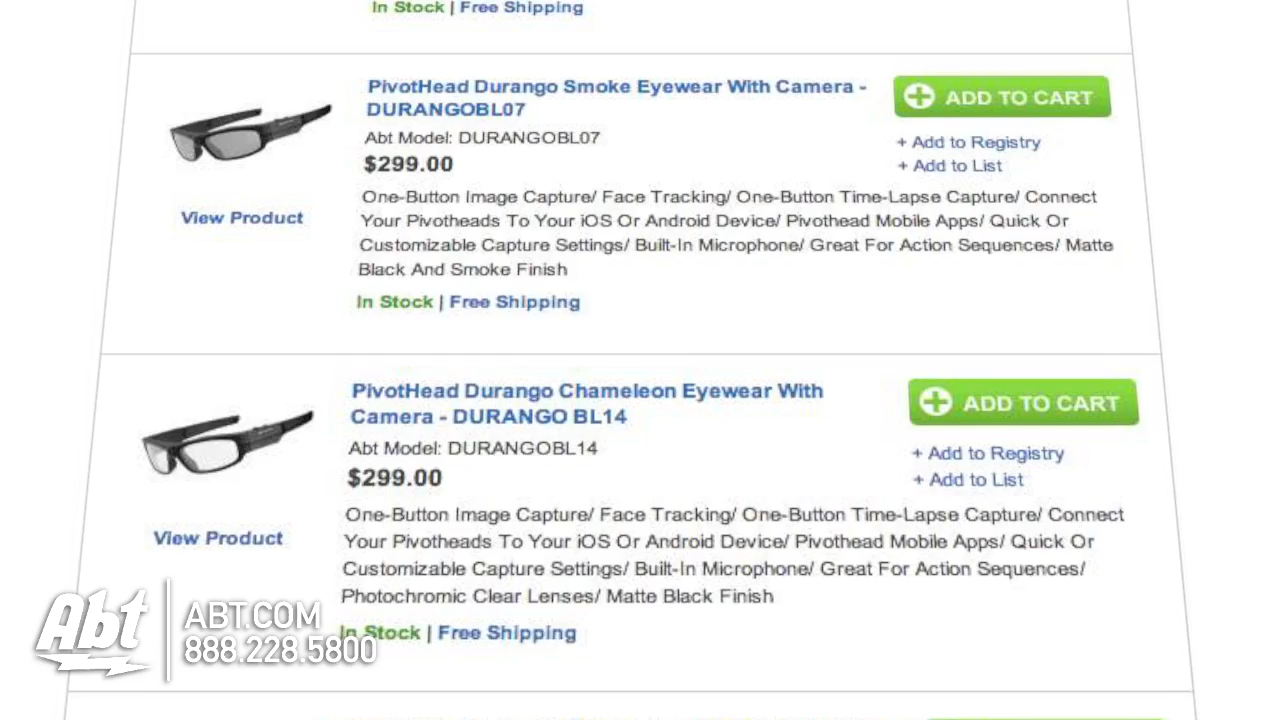 In Stock | Free Shipping
PivotHead Durango Smoke Eyewear With Camera -
DURANGOBL07
Abt Model: DURANGOBL07
$299.00
One-Button Image Capture/ Face Tracking/ One-Button Time-Lapse Capture/ Connect
Your Pivotheads To Your iOS Or Android Device/ Pivothead Mobile Apps/ Quick Or
Customizable Capture Settings/ Built-In Microphone/ Great For Action Sequences/ Matte
Black And Smoke Finish
In Stock | Free Shipping
View Product
ADD TO CART
+ Add to Registry
+ Add to List
PivotHead Durango Chameleon Eyewear With
Camera - DURANGO BL14
Abt Model: DURANGOBL14
$299.00
One-Button Image Capture/ Face Tracking/ One-Button Time-Lapse Capture/ Connect
Your Pivotheads To Your iOS Or Android Device/ Pivothead Mobile Apps/ Quick Or
Customizable Capture Settings/ Built-In Microphone/ Great For Action Sequences/
Photochromic Clear Lenses/ Matte Black Finish
In Stock | Free Shipping
View Product
ADD TO CART
+ Add to Registry
+ Add to List
Abt
ABT.COM
888.228.5800